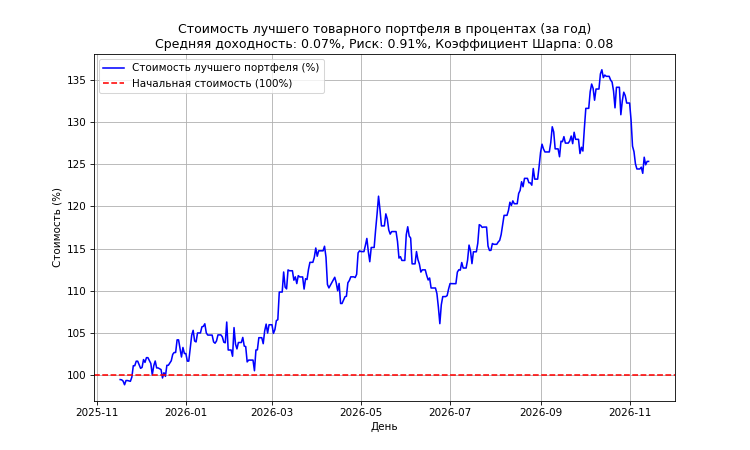 Стоимость лучшего товарного портфеля в процентах (за год)
Средняя доходность: 0.07%, Риск: 0.91%, Коэффициент Шарпа: 0.08
Стоимость лучшего портфеля (%)
Начальная стоимость (100%)
Стоимость (%)
135
130
125
120
115
110
105
100
2025-11
2026-01
2026-03
2026-05
2026-07
2026-09
2026-11
День